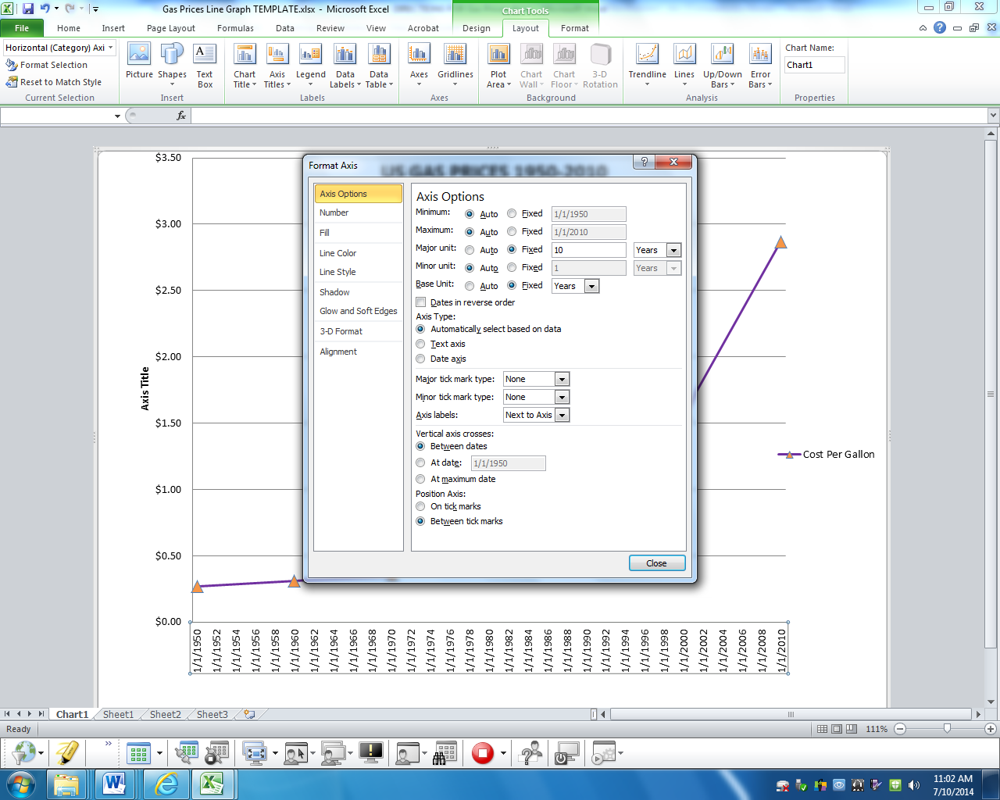 Gas Prices Line Graph TEMPLATE.xlsx - Microsoft Excel
Chart Tools
File Home Insert Page Layout Formulas Data Review View Acrobat Design Layout Format
Horizontal (Category) Axi
Format Selection
Reset to Match Style
Current Selection
Picture Shapes Text Box
Insert
Chart Title Axis Titles Legend Data Labels Data Table
Labels
Axes Gridlines
Axes
Plot Area Chart Wall Chart Floor 3-D Rotation
Background
Trendline Lines Up/Down Bars Error Bars
Analysis
Chart Name:
Chart1
Properties
fx
US GAS PRICES 1950-2010
$3.50
$3.00
$2.50
$2.00
$1.50
$1.00
$0.50
$0.00
Axis Title
Cost Per Gallon
1/1/1950
1/1/1952
1/1/1954
1/1/1956
1/1/1958
1/1/1960
1/1/1962
1/1/1964
1/1/1966
1/1/1968
1/1/1970
1/1/1972
1/1/1974
1/1/1976
1/1/1978
1/1/1980
1/1/1982
1/1/1984
1/1/1986
1/1/1988
1/1/1990
1/1/1992
1/1/1994
1/1/1996
1/1/1998
1/1/2000
1/1/2002
1/1/2004
1/1/2006
1/1/2008
1/1/2010
Format Axis
Axis Options
Number
Fill
Line Color
Line Style
Shadow
Glow and Soft Edges
3-D Format
Alignment
Axis Options
Minimum: Auto Fixed 1/1/1950
Maximum: Auto Fixed 1/1/2010
Major unit: Auto Fixed 10 Years
Minor unit: Auto Fixed 1 Years
Base Unit: Auto Fixed Years
Dates in reverse order
Axis Type:
Automatically select based on data
Text axis
Date axis
Major tick mark type: None
Minor tick mark type: None
Axis labels: Next to Axis
Vertical axis crosses:
Between dates
At date: 1/1/1950
At maximum date
Position Axis:
On tick marks
Between tick marks
Close
Chart1 Sheet1 Sheet2 Sheet3
Ready
111%
11:02 AM
7/10/2014